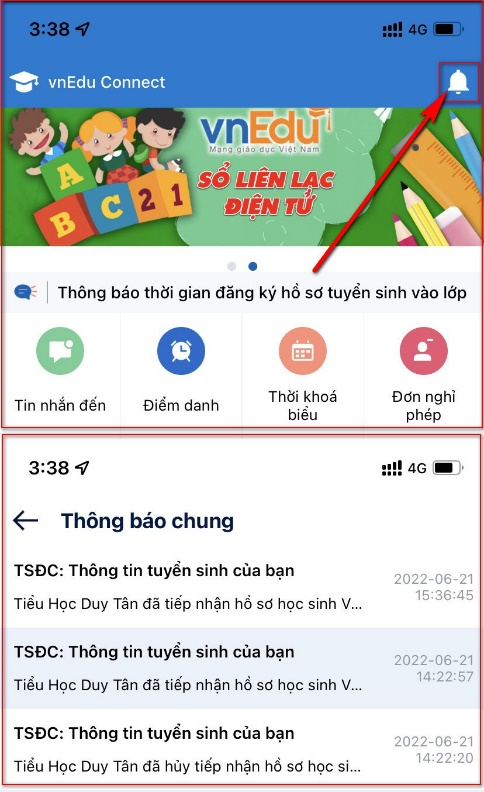 3:38
4G
vnEdu Connect
vnEdu
Mạng giáo dục Việt Nam
SỔ LIÊN LẠC
ĐIỆN TỬ
A
B C 2 1
Thông báo thời gian đăng ký hồ sơ tuyển sinh vào lớp
Tin nhắn đến
Điểm danh
Thời khoá
biểu
Đơn nghỉ
phép
3:38
4G
Thông báo chung
TSĐC: Thông tin tuyển sinh của bạn
2022-06-21
15:36:45
Tiểu Học Duy Tân đã tiếp nhận hồ sơ học sinh V...
TSĐC: Thông tin tuyển sinh của bạn
2022-06-21
14:22:57
Tiểu Học Duy Tân đã tiếp nhận hồ sơ học sinh V...
TSĐC: Thông tin tuyển sinh của bạn
2022-06-21
14:22:20
Tiểu Học Duy Tân đã hủy tiếp nhận hồ sơ học si...